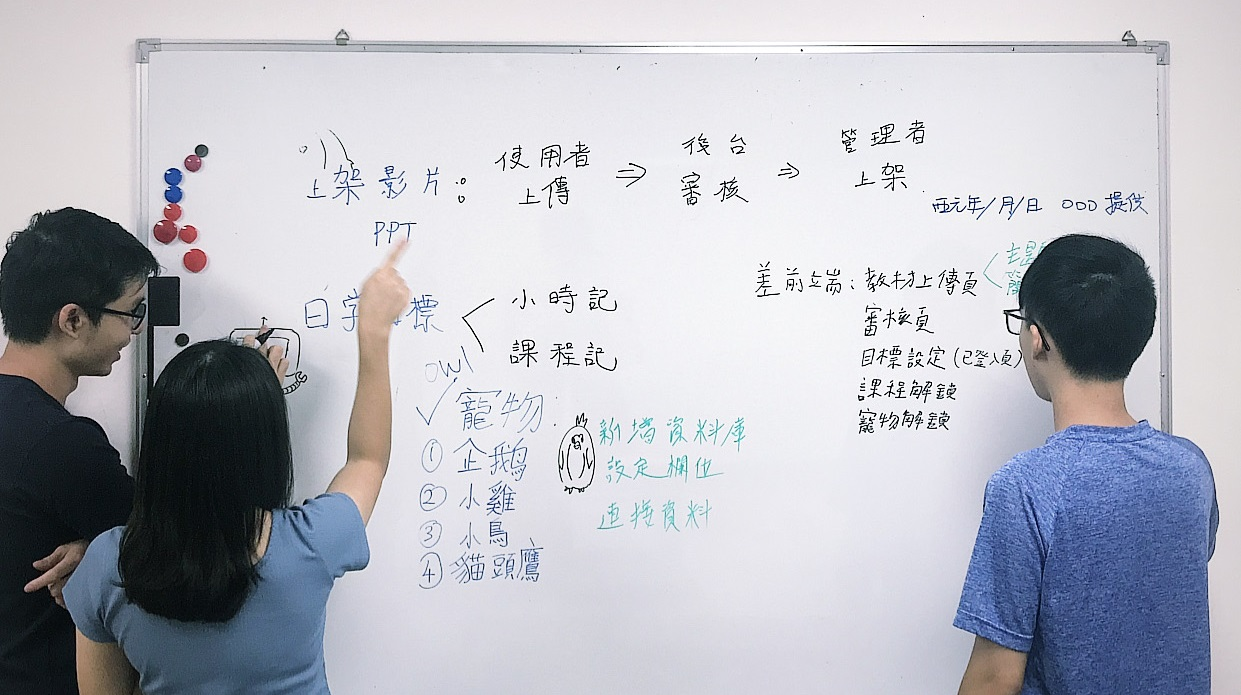 上架影片：使用者上傳 ⇒ 後台審核 ⇒ 管理者上架
PPT
西元年/月/日 ○○○提供
差前端：教材上傳頁
審核頁
目標設定(已登入頁)
課程解鎖
寵物解鎖
日學 標
小時記
課程記
owl
✓寵物：
① 企鵝
② 小雞
③ 小鳥
④ 貓頭鷹
新增資料庫
設定欄位
連接資料